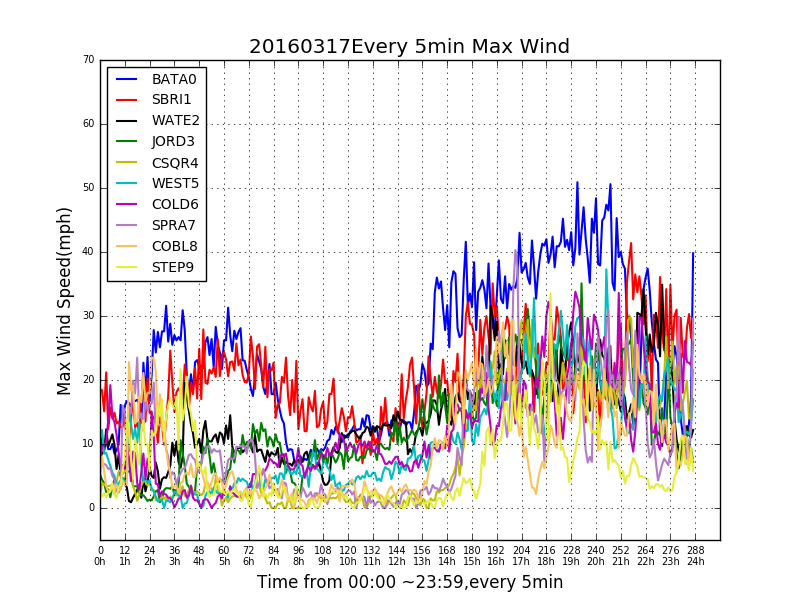 20160317Every 5min Max Wind
70
60
50
40
30
20
10
0
Max Wind Speed(mph)
BATA0
SBRI1
WATE2
JORD3
CSQR4
WEST5
COLD6
SPRA7
COBL8
STEP9
0 12 24 36 48 60 72 84 96 108 120 132 144 156 168 180 192 204 216 228 240 252 264 276 288
0h 1h 2h 3h 4h 5h 6h 7h 8h 9h 10h 11h 12h 13h 14h 15h 16h 17h 18h 19h 20h 21h 22h 23h 24h
Time from 00:00 ~23:59,every 5min